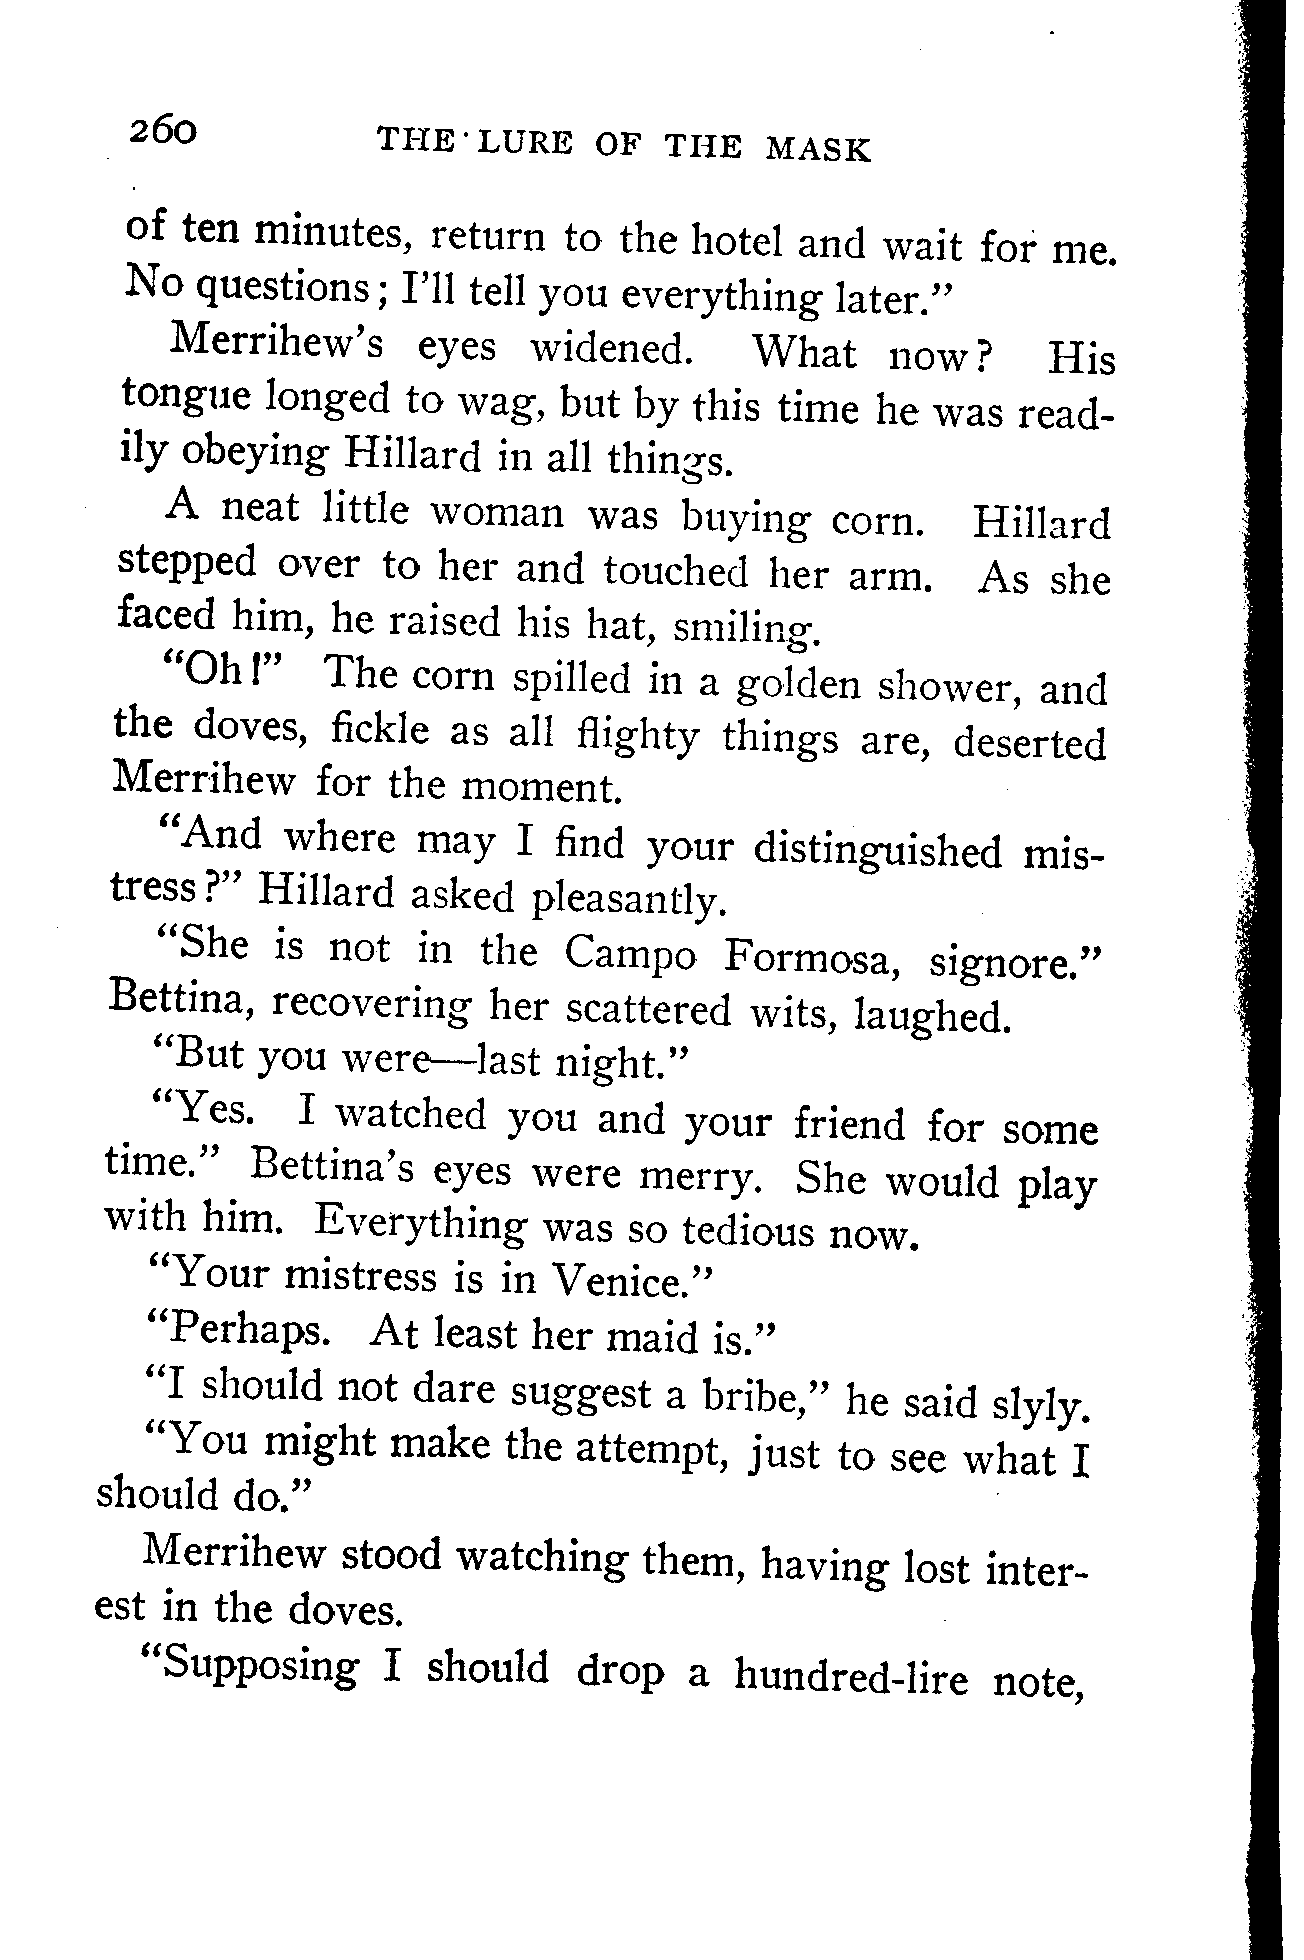 260 THE LURE OF THE MASK
of ten minutes, return to the hotel and wait for me.
No questions; I'll tell you everything later."
Merrihew's eyes widened. What now? His
tongue longed to wag, but by this time he was read-
ily obeying Hillard in all things.
A neat little woman was buying corn. Hillard
stepped over to her and touched her arm. As she
faced him, he raised his hat, smiling.
"Oh!" The corn spilled in a golden shower, and
the doves, fickle as all flighty things are, deserted
Merrihew for the moment.
"And where may I find your distinguished mis-
tress?" Hillard asked pleasantly.
"She is not in the Campo Formosa, signore."
Bettina, recovering her scattered wits, laughed.
"But you were—last night."
"Yes. I watched you and your friend for some
time." Bettina's eyes were merry. She would play
with him. Everything was so tedious now.
"Your mistress is in Venice."
"Perhaps. At least her maid is."
"I should not dare suggest a bribe," he said slyly.
"You might make the attempt, just to see what I
should do."
Merrihew stood watching them, having lost inter-
est in the doves.
"Supposing I should drop a hundred-lire note,